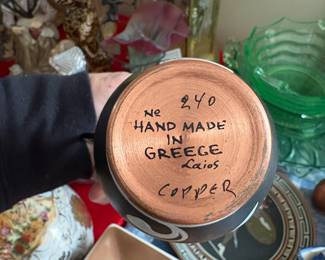 No 240
HAND MADE
IN
GREECE
Laios
COPPER